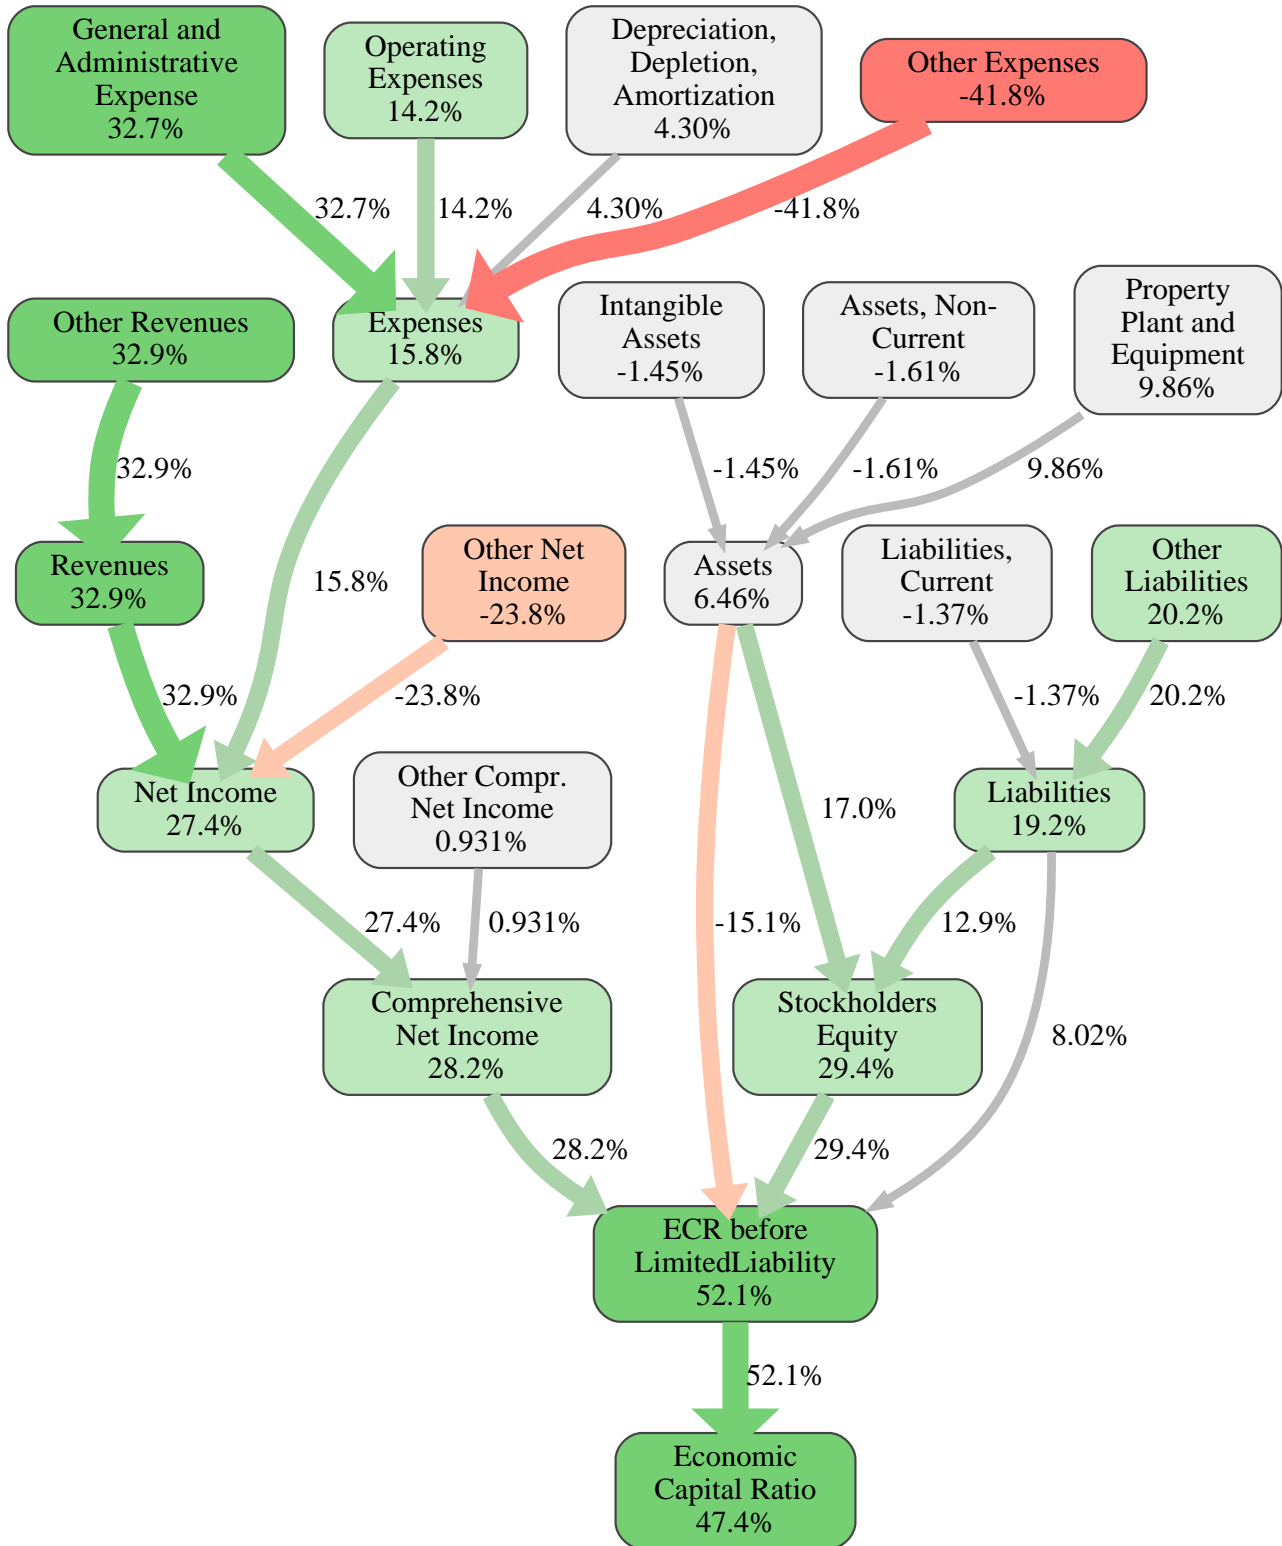 General and
Administrative
Expense
32.7%
Operating
Expenses
14.2%
Depreciation,
Depletion,
Amortization
4.30%
Other Expenses
-41.8%
32.7%
14.2%
4.30%
-41.8%
Other Revenues
32.9%
Expenses
15.8%
Intangible
Assets
-1.45%
Assets, Non-
Current
-1.61%
Property
Plant and
Equipment
9.86%
32.9%
-1.45%
-1.61%
9.86%
Revenues
32.9%
15.8%
Other Net
Income
-23.8%
Assets
6.46%
Liabilities,
Current
-1.37%
Other
Liabilities
20.2%
32.9%
-23.8%
-1.37%
20.2%
Net Income
27.4%
Other Compr.
Net Income
0.931%
17.0%
Liabilities
19.2%
27.4%
0.931%
-15.1%
12.9%
Comprehensive
Net Income
28.2%
Stockholders
Equity
29.4%
8.02%
28.2%
29.4%
ECR before
LimitedLiability
52.1%
52.1%
Economic
Capital Ratio
47.4%